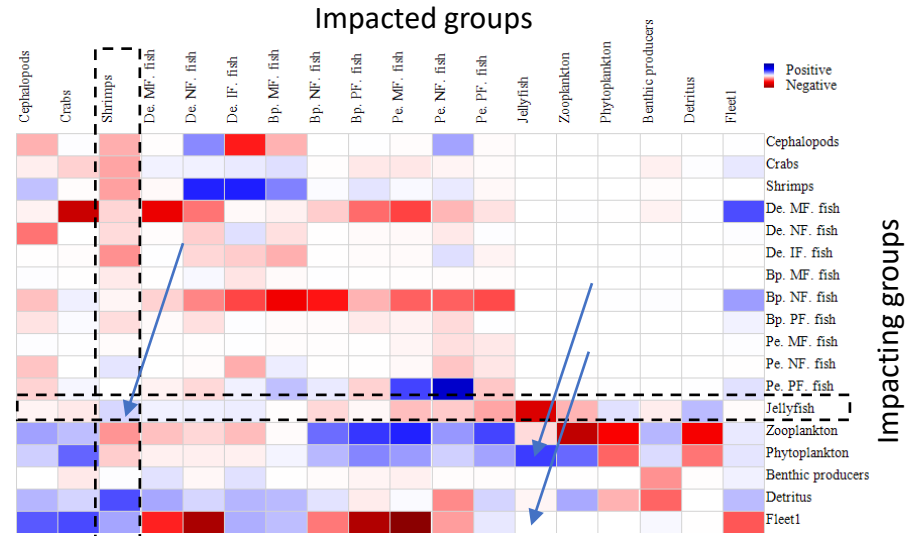 Impacted groups
Cephalopods
Crabs
Shrimps
De. MF. fish
De. NF. fish
De. IF. fish
Bp. MF. fish
Bp. NF. fish
Bp. PF. fish
Pe. MF. fish
Pe. NF. fish
Pe. PF. fish
Jellyfish
Zooplankton
Phytoplankton
Benthic producers
Detritus
Fleet1
Positive
Negative
Cephalopods
Crabs
Shrimps
De. MF. fish
De. NF. fish
De. IF. fish
Bp. MF. fish
Bp. NF. fish
Bp. PF. fish
Pe. MF. fish
Pe. NF. fish
Pe. PF. fish
Jellyfish
Zooplankton
Phytoplankton
Benthic producers
Detritus
Fleet1
Impacting groups